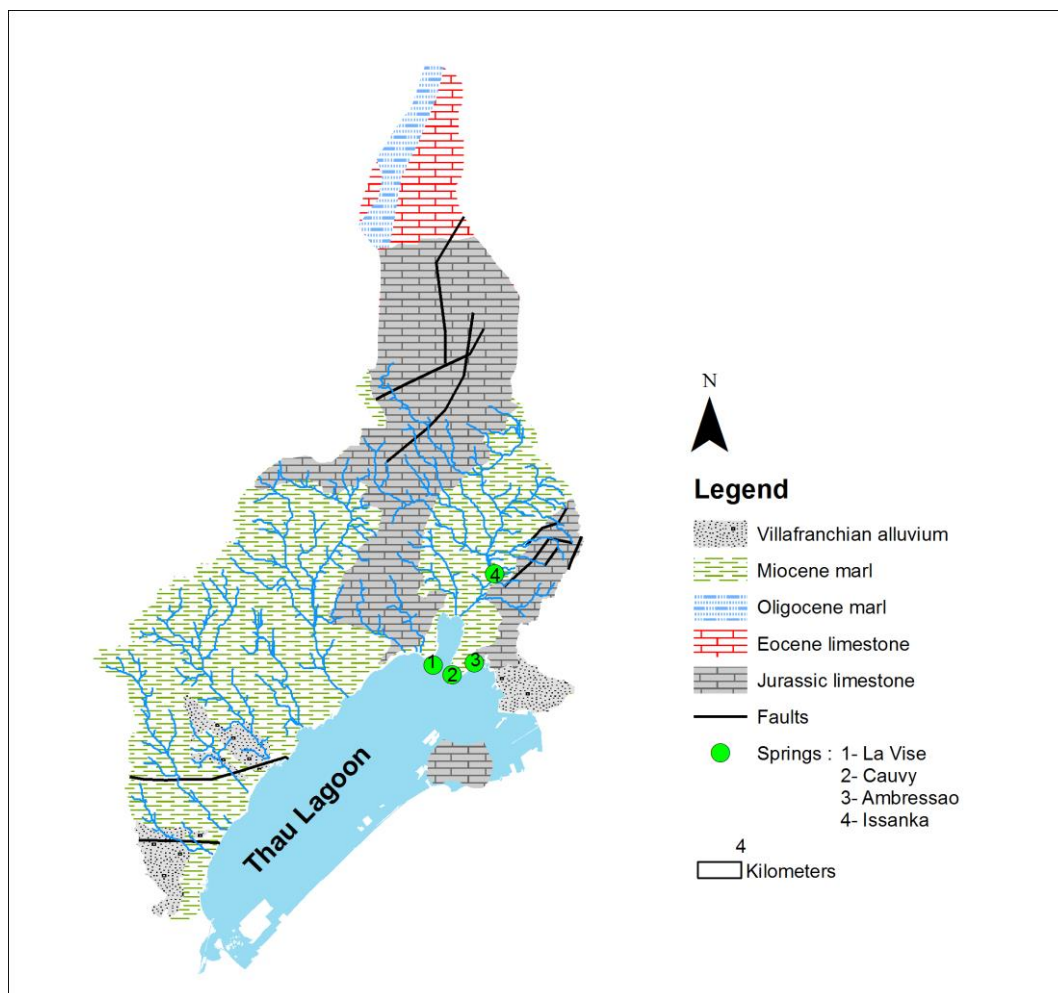 N
Legend
Villafranchian alluvium
Miocene marl
Oligocene marl
Eocene limestone
Jurassic limestone
Faults
Springs : 1- La Vise
2- Cauvy
3- Ambressao
4- Issanka
4
Kilometers
4
1
2
3
Thau Lagoon